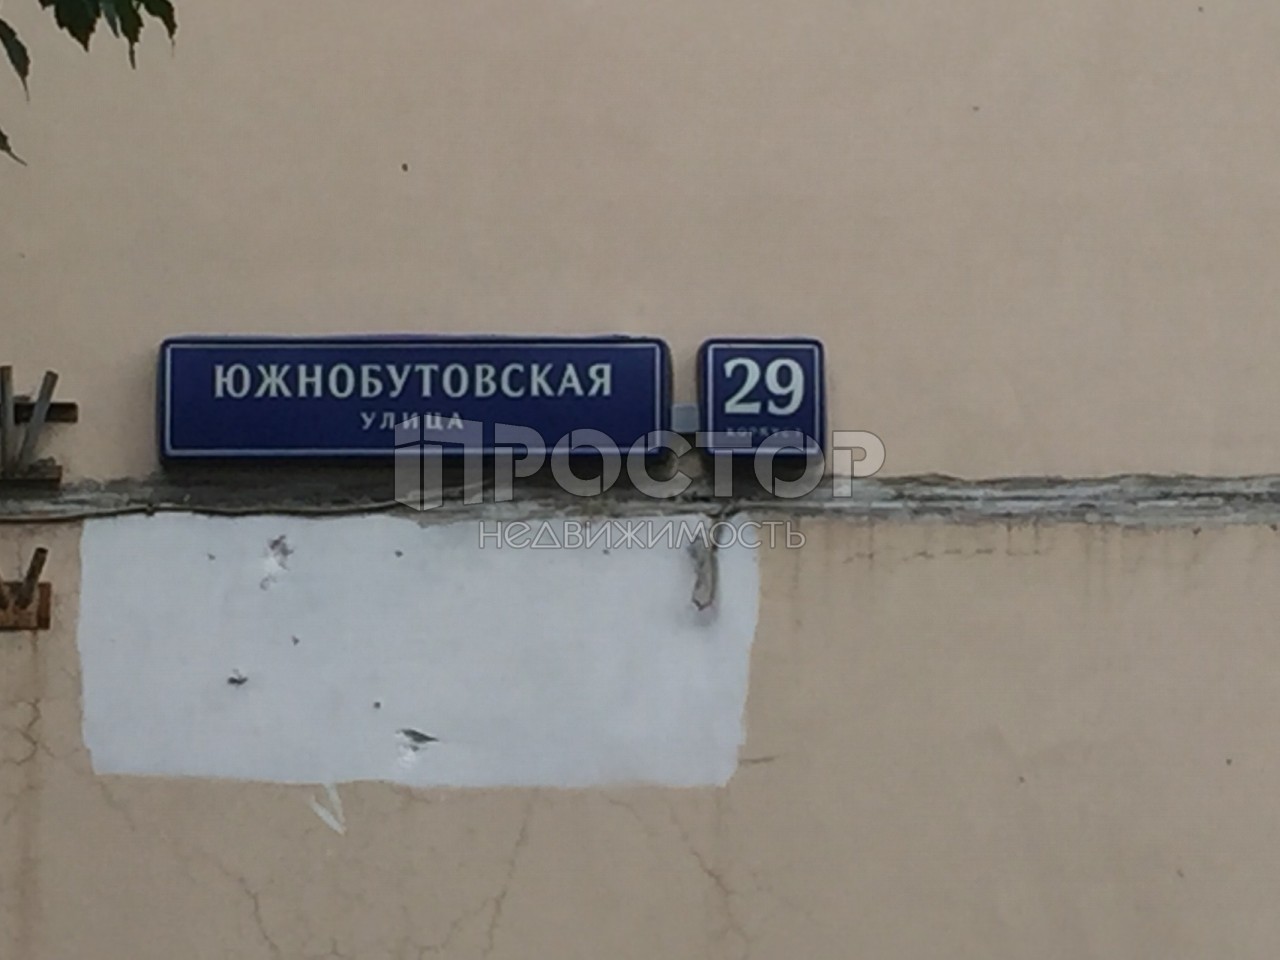 ЮЖНОБУТОВСКАЯ
УЛИЦА
29
ПРОСТОР
НЕДВИЖИМОСТЬ